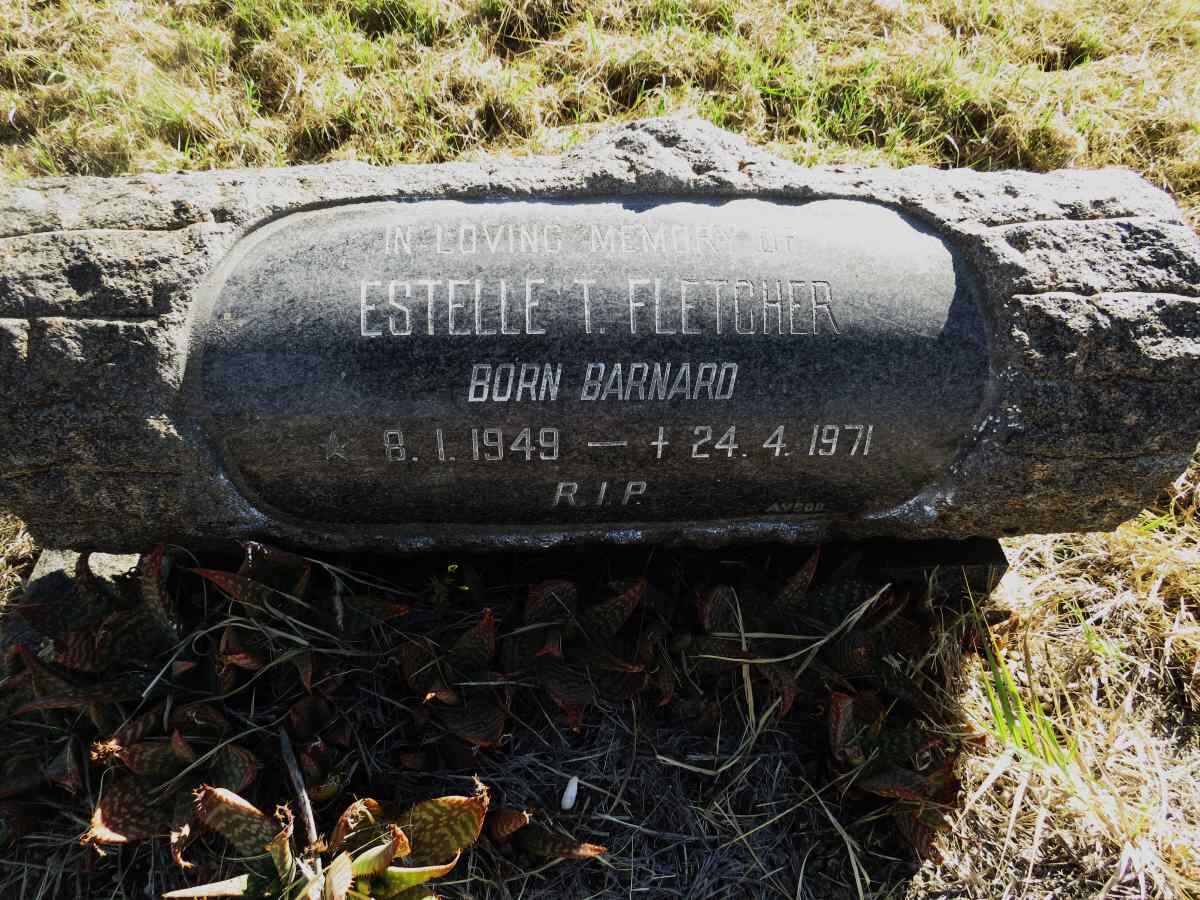 IN LOVING MEMORY OF
ESTELLE T. FLETCHER
BORN BARNARD
★ 8. 1. 1949 — † 24. 4. 1971
R. I. P.